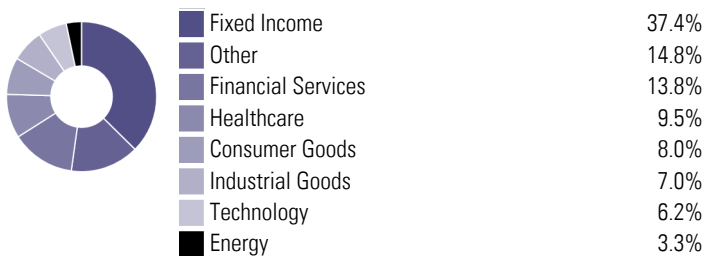 Fixed Income 37.4%
Other 14.8%
Financial Services 13.8%
Healthcare 9.5%
Consumer Goods 8.0%
Industrial Goods 7.0%
Technology 6.2%
Energy 3.3%